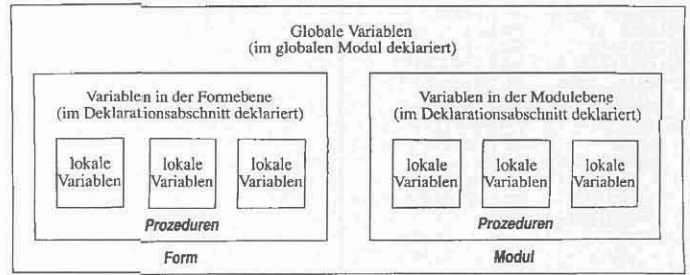 Globale Variablen
(im globalen Modul deklariert)
Variablen in der Formebene
(im Deklarationsabschnitt deklariert)
lokale
Variablen
lokale
Variablen
lokale
Variablen
Prozeduren
Form
Variablen in der Modulebene
(im Deklarationsabschnitt deklariert)
lokale
Variablen
lokale
Variablen
lokale
Variablen
Prozeduren
Modul